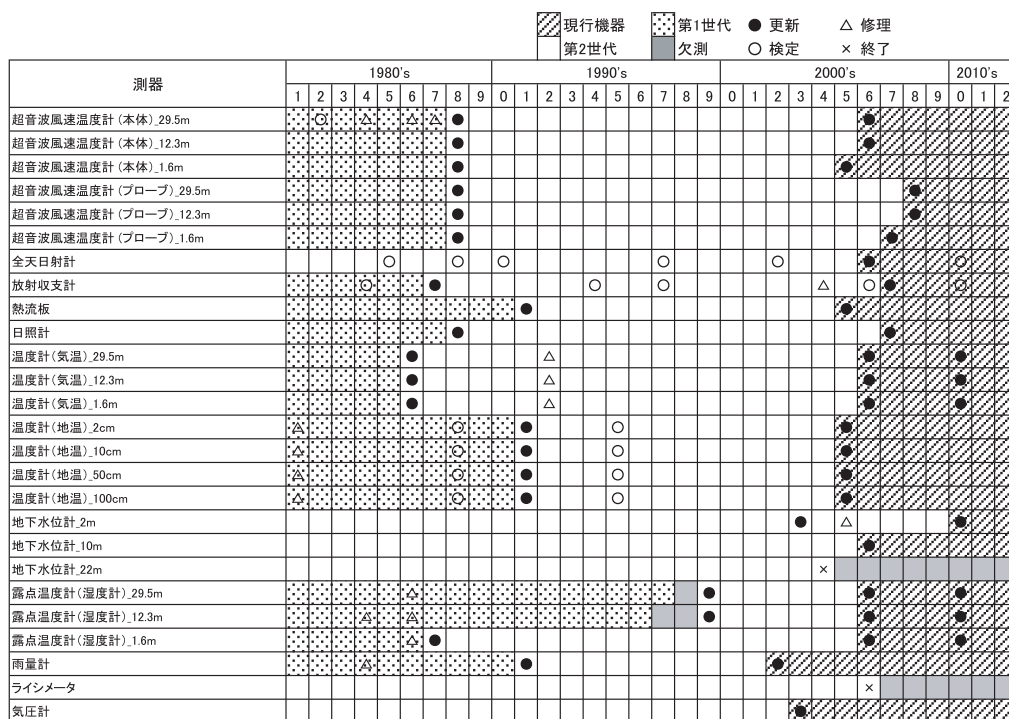 現行機器 第1世代 ● 更新 △ 修理
第2世代 欠測 ○ 検定 × 終了
測器 1980's 1990's 2000's 2010's
1 2 3 4 5 6 7 8 9 0 1 2 3 4 5 6 7 8 9 0 1 2 3 4 5 6 7 8 9 0 1 2
超音波風速温度計(本体)_29.5m
超音波風速温度計(本体)_12.3m
超音波風速温度計(本体)_1.6m
超音波風速温度計(プローブ)_29.5m
超音波風速温度計(プローブ)_12.3m
超音波風速温度計(プローブ)_1.6m
全天日射計
放射収支計
熱流板
日照計
温度計(気温)_29.5m
温度計(気温)_12.3m
温度計(気温)_1.6m
温度計(地温)_2cm
温度計(地温)_10cm
温度計(地温)_50cm
温度計(地温)_100cm
地下水位計_2m
地下水位計_10m
地下水位計_22m
露点温度計(湿度計)_29.5m
露点温度計(湿度計)_12.3m
露点温度計(湿度計)_1.6m
雨量計
ライシメータ
気圧計